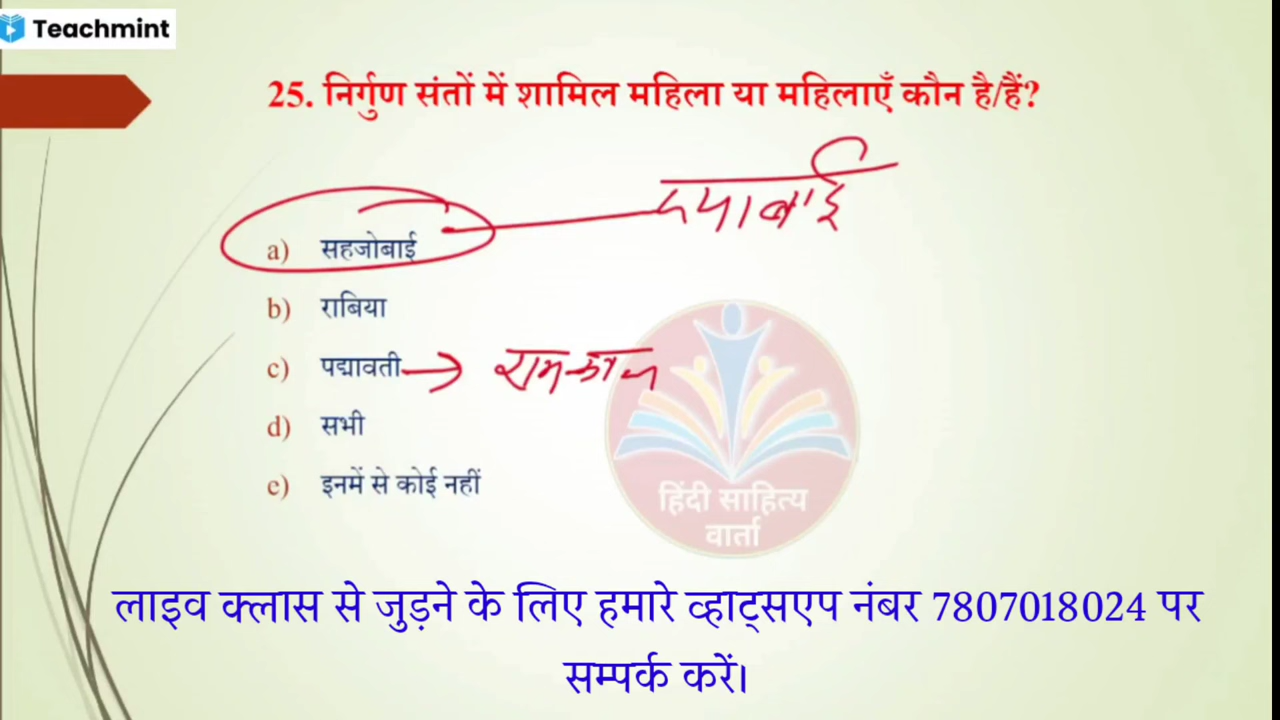 Teachmint
25. निर्गुण संतों में शामिल महिला या महिलाएँ कौन है/हैं?
दयाबाई
a) सहजोबाई
b) राबिया
c) पद्मावती
d) सभी
e) इनमें से कोई नहीं
हिंदी साहित्य
वार्ता
लाइव क्लास से जुड़ने के लिए हमारे व्हाट्सएप नंबर 7807018024 पर
सम्पर्क करें।